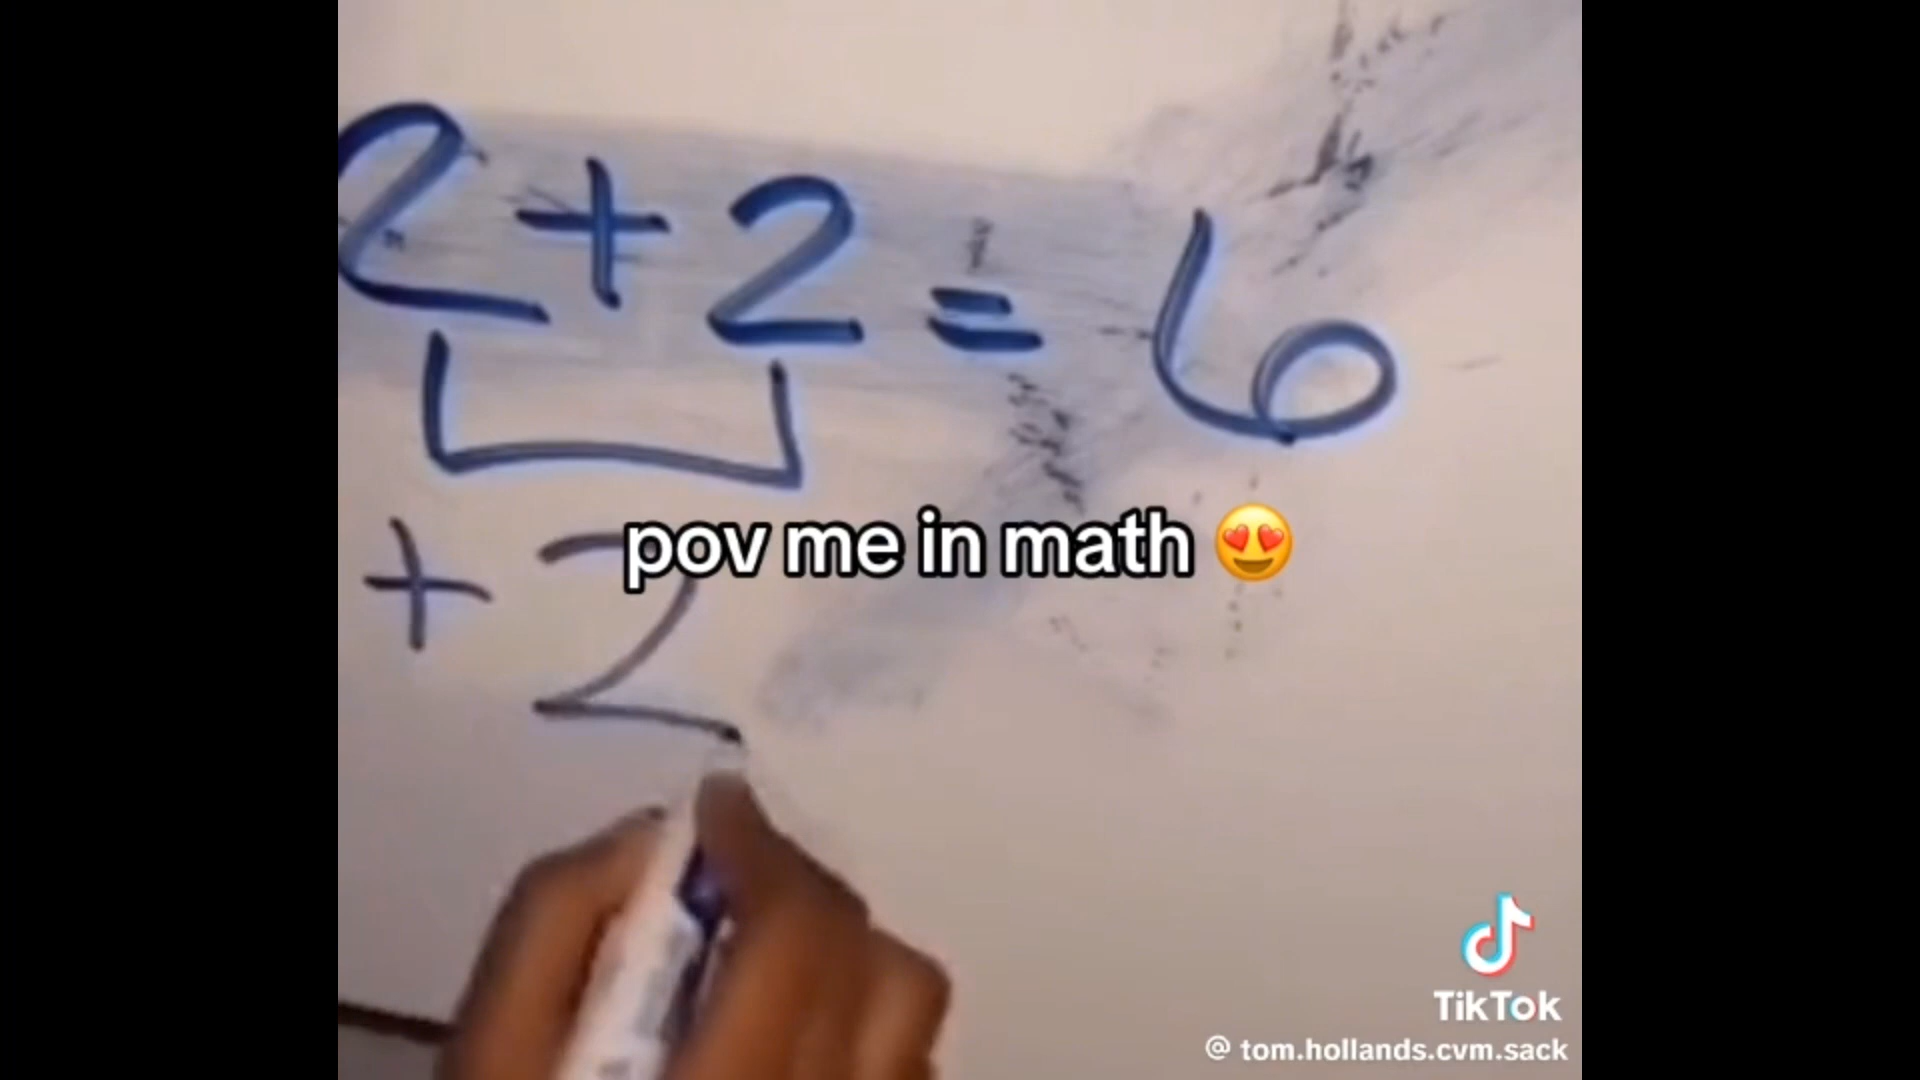 2 + 2 = 6
+ 2
pov me in math 😍
TikTok
@ tom.hollands.cvm.sack